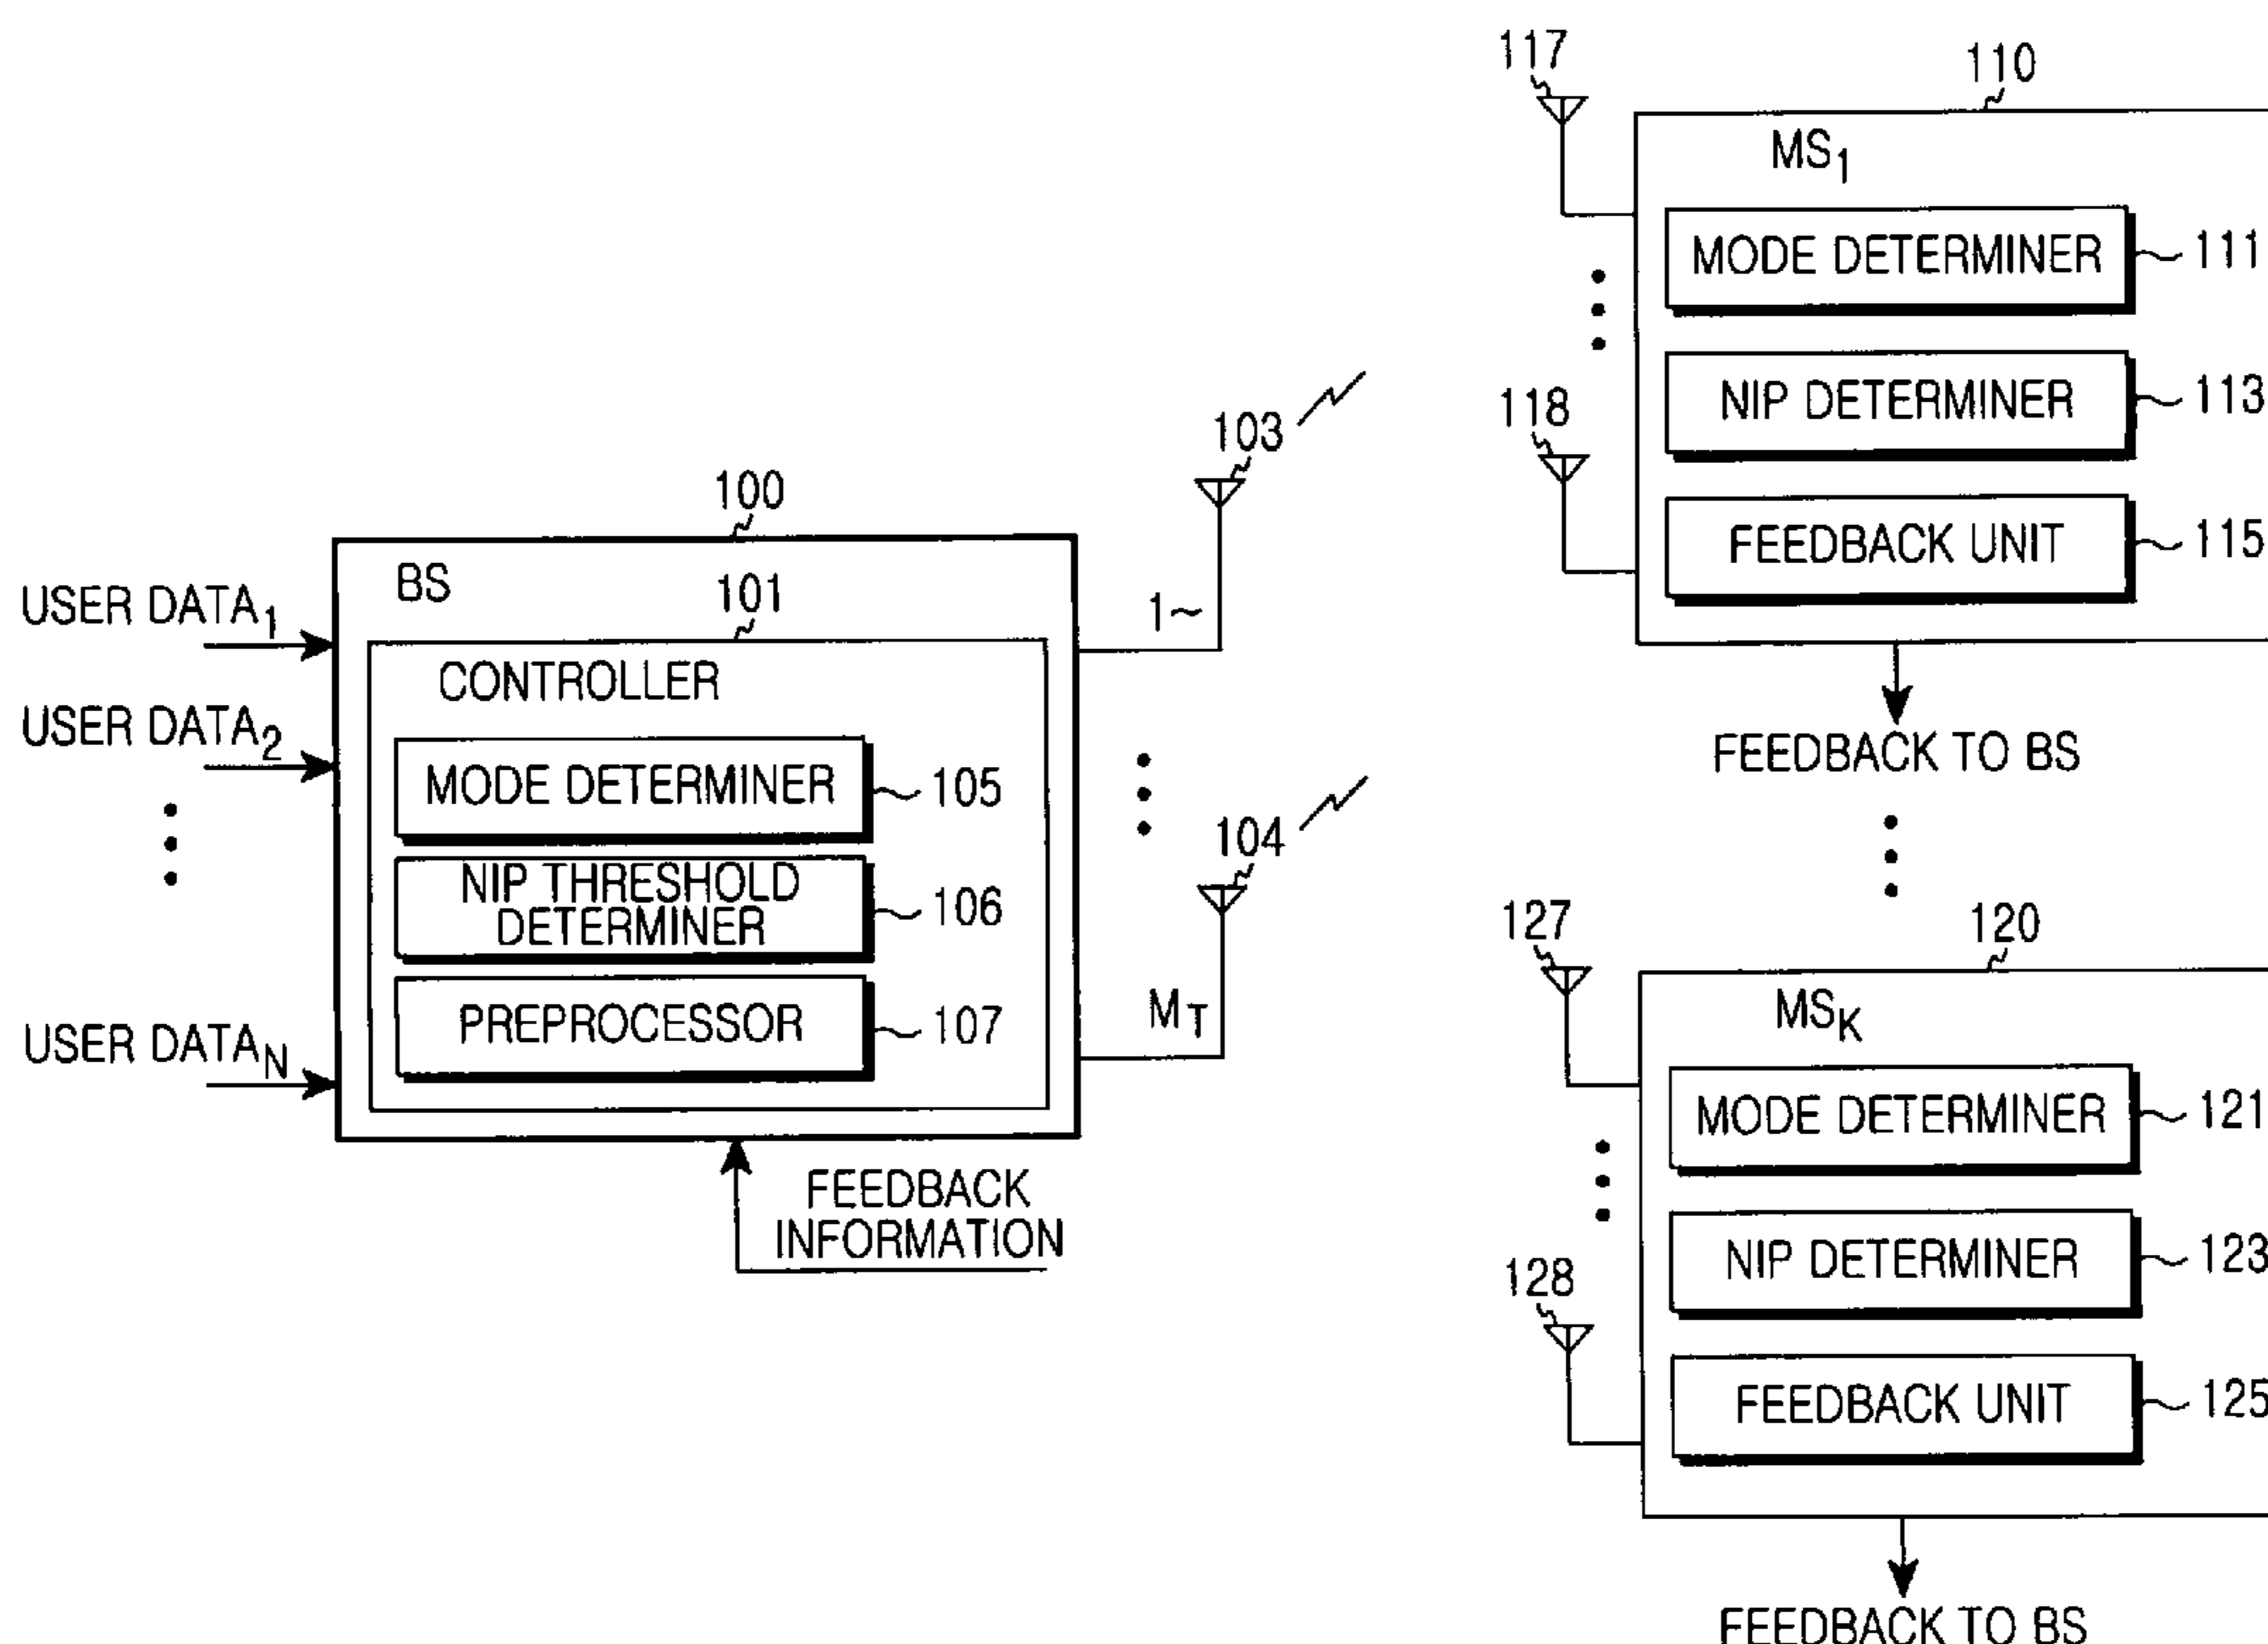 100
BS
USER DATA1
USER DATA2
USER DATAN
101
CONTROLLER
MODE DETERMINER
105
NIP THRESHOLD
DETERMINER
106
PREPROCESSOR
107
FEEDBACK
INFORMATION
103
1~
104
MT
117
118
110
MS1
MODE DETERMINER
111
NIP DETERMINER
113
FEEDBACK UNIT
115
FEEDBACK TO BS
127
128
120
MSK
MODE DETERMINER
121
NIP DETERMINER
123
FEEDBACK UNIT
125
FEEDBACK TO BS